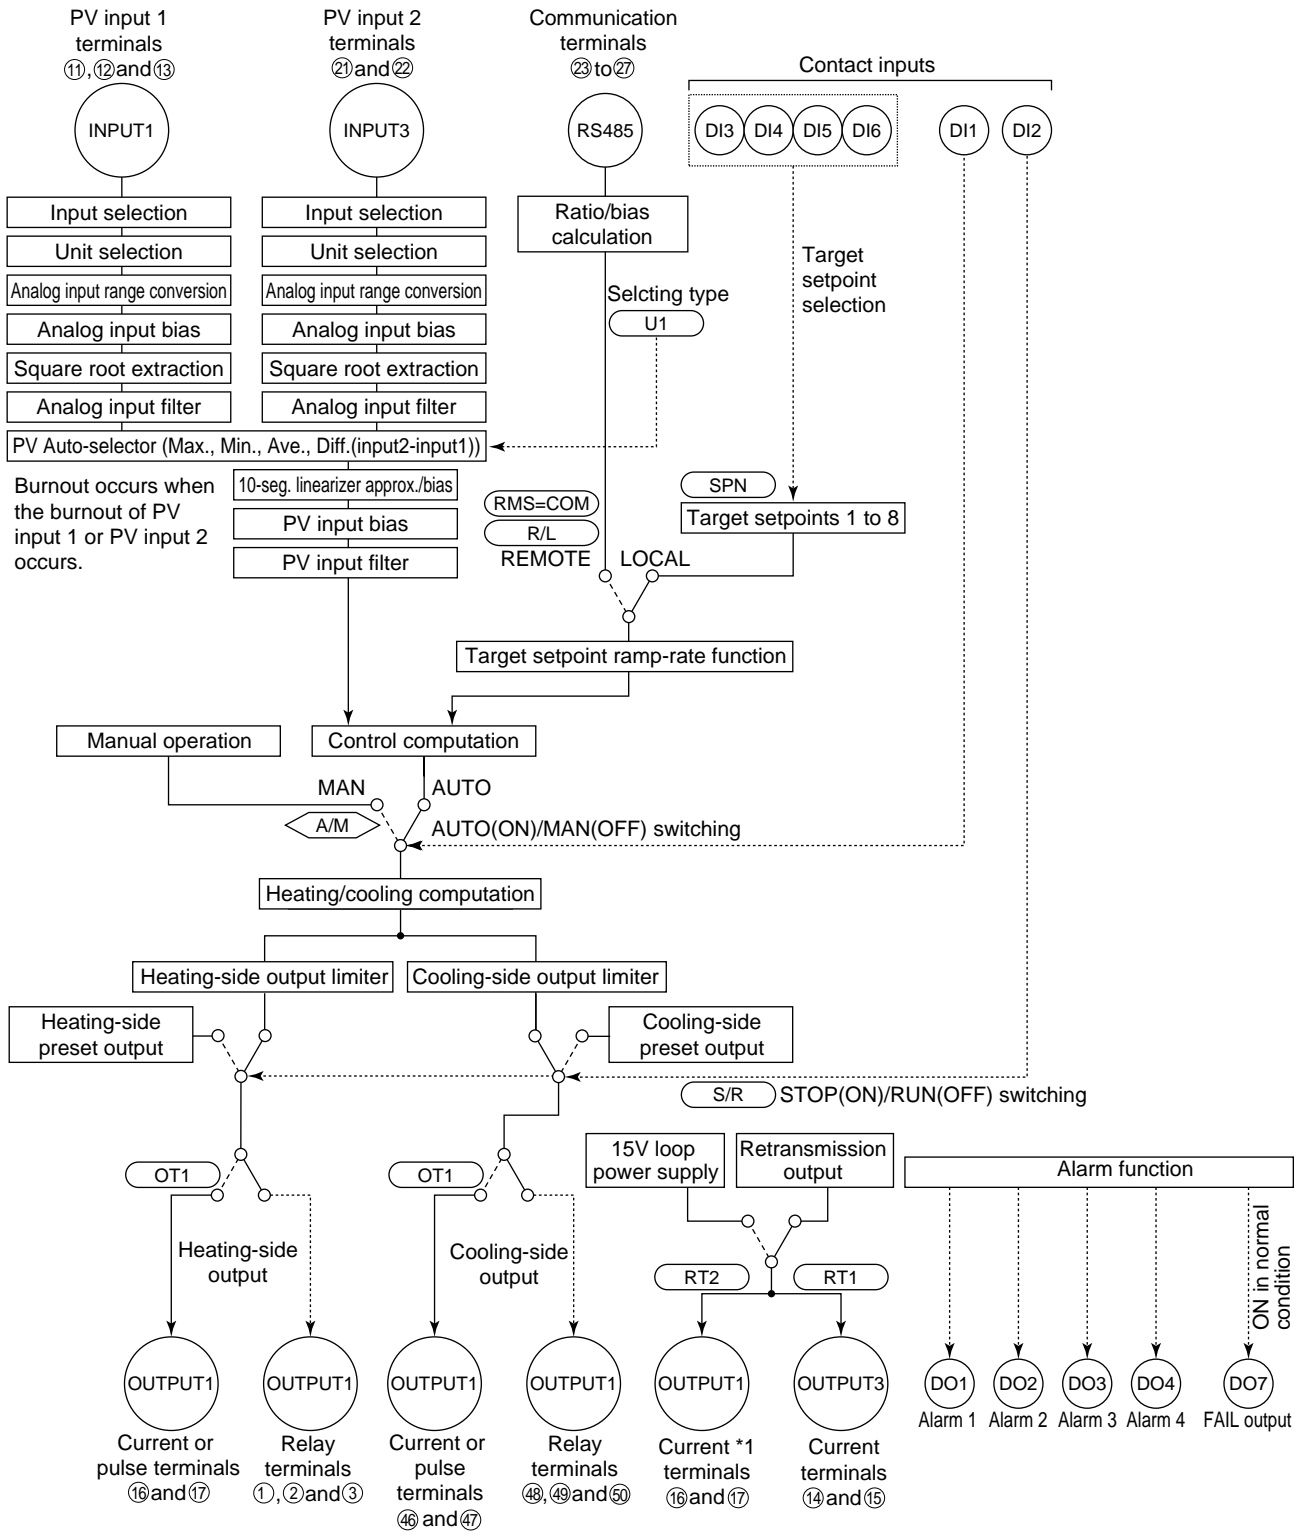 PV input 1
terminals
⑪,⑫and⑬
PV input 2
terminals
㉑and㉒
Communication
terminals
㉓to㉗
Contact inputs
INPUT1
INPUT3
RS485
DI3
DI4
DI5
DI6
DI1
DI2
Input selection
Unit selection
Analog input range conversion
Analog input bias
Square root extraction
Analog input filter
Input selection
Unit selection
Analog input range conversion
Analog input bias
Square root extraction
Analog input filter
Ratio/bias
calculation
Target
setpoint
selection
Selcting type
U1
PV Auto-selector (Max., Min., Ave., Diff.(input2-input1))
Burnout occurs when
the burnout of PV
input 1 or PV input 2
occurs.
10-seg. linearizer approx./bias
PV input bias
PV input filter
RMS=COM
R/L
REMOTE
LOCAL
SPN
Target setpoints 1 to 8
Target setpoint ramp-rate function
Manual operation
Control computation
MAN
AUTO
A/M
AUTO(ON)/MAN(OFF) switching
Heating/cooling computation
Heating-side output limiter
Cooling-side output limiter
Heating-side
preset output
Cooling-side
preset output
S/R
STOP(ON)/RUN(OFF) switching
OT1
OT1
15V loop
power supply
Retransmission
output
Alarm function
Heating-side
output
Cooling-side
output
RT2
RT1
ON in normal
condition
OUTPUT1
OUTPUT1
OUTPUT1
OUTPUT1
OUTPUT1
OUTPUT3
DO1
DO2
DO3
DO4
DO7
Alarm 1
Alarm 2
Alarm 3
Alarm 4
FAIL output
Current or
pulse terminals
⑯and⑰
Relay
terminals
①,②and③
Current or
pulse
terminals
㊻and㊼
Relay
terminals
㊽,㊾and㊿
Current *1
terminals
⑯and⑰
Current
terminals
⑭and⑮